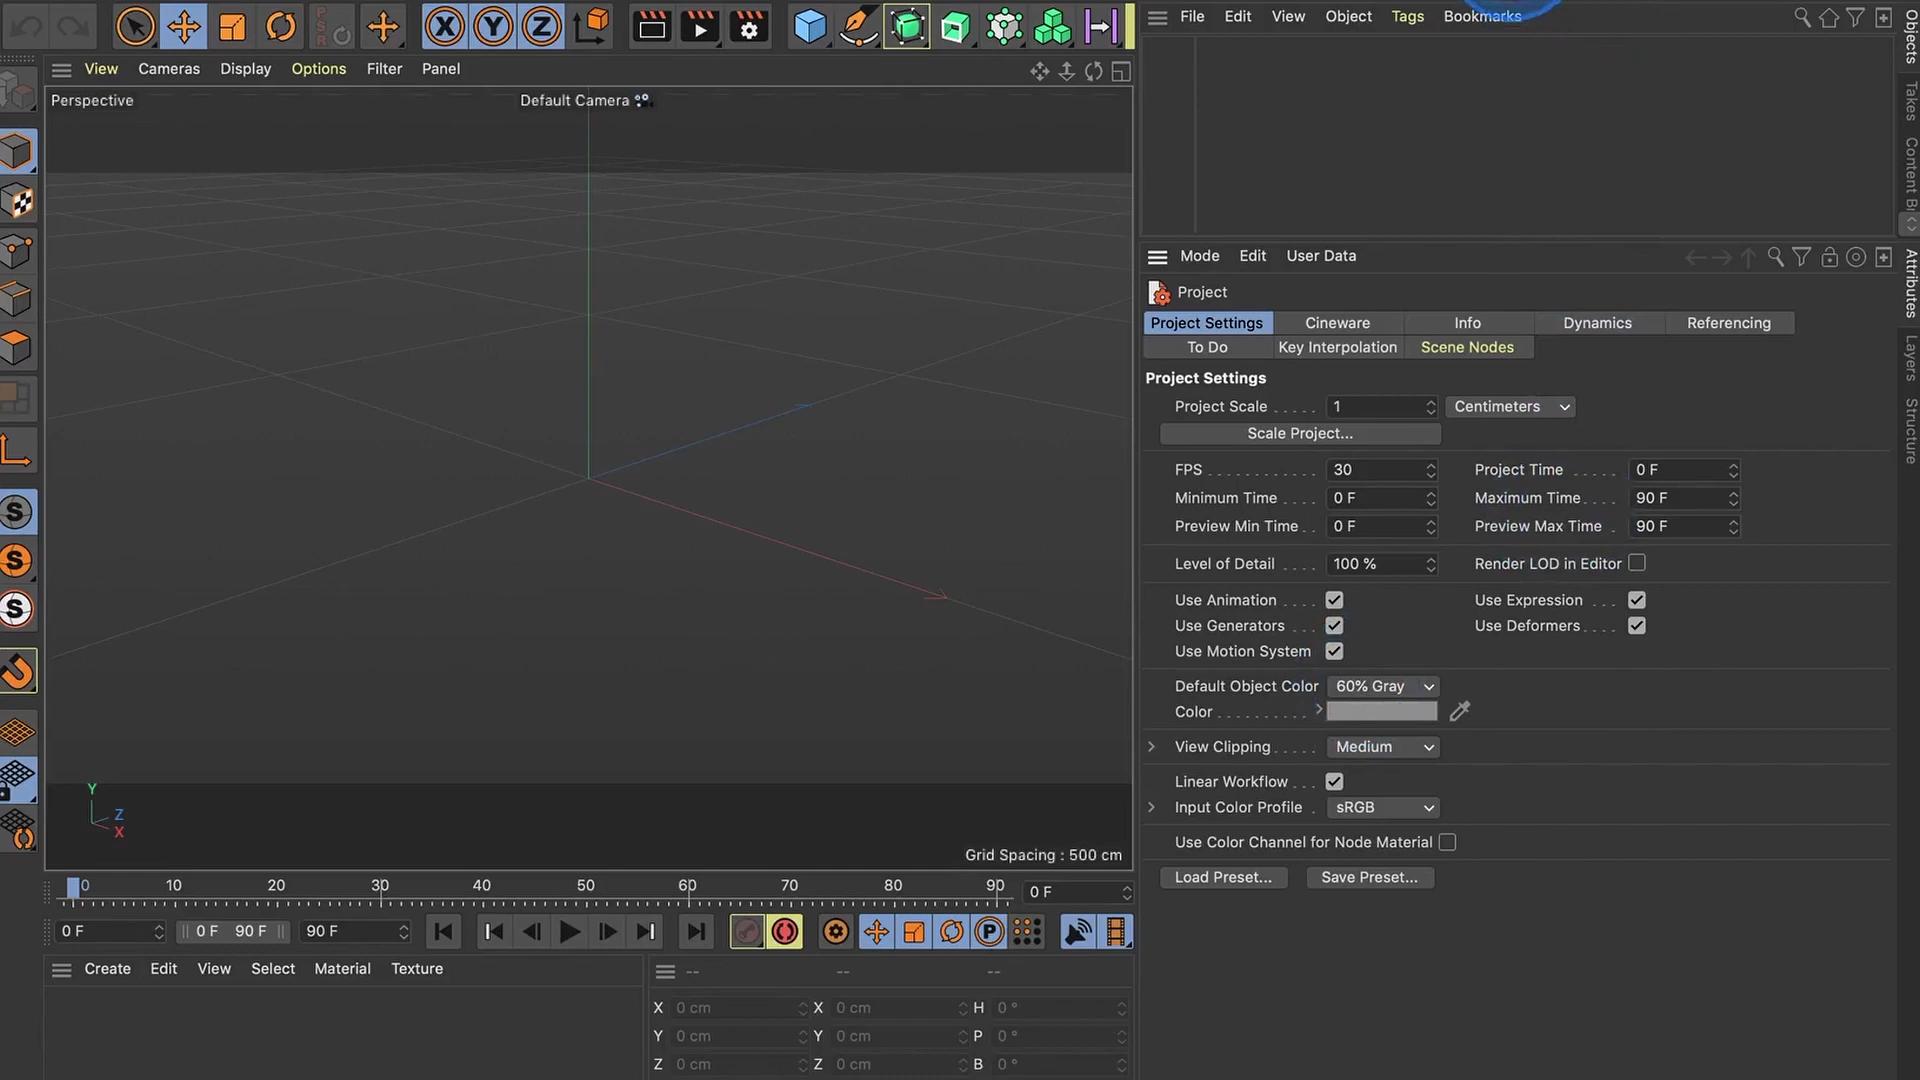 PSR
X Y Z
File Edit View Object Tags Bookmarks
View Cameras Display Options Filter Panel
Perspective
Default Camera
Objects
Takes
Content Br
Mode Edit User Data
Attributes
Layers
Structure
Project
Project Settings Cineware Info Dynamics Referencing
To Do Key Interpolation Scene Nodes
Project Settings
Project Scale 1 Centimeters
Scale Project...
FPS 30 Project Time 0 F
Minimum Time 0 F Maximum Time 90 F
Preview Min Time 0 F Preview Max Time 90 F
Level of Detail 100 % Render LOD in Editor
Use Animation Use Expression
Use Generators Use Deformers
Use Motion System
Default Object Color 60% Gray
Color
View Clipping Medium
Linear Workflow
Input Color Profile sRGB
Use Color Channel for Node Material
Load Preset... Save Preset...
S
S
S
Y
Z
X
Grid Spacing : 500 cm
0 10 20 30 40 50 60 70 80 90 0 F
0 F 0 F 90 F 90 F P
Create Edit View Select Material Texture
-- -- --
X 0 cm X 0 cm H 0 °
Y 0 cm Y 0 cm P 0 °
Z 0 cm Z 0 cm B 0 °